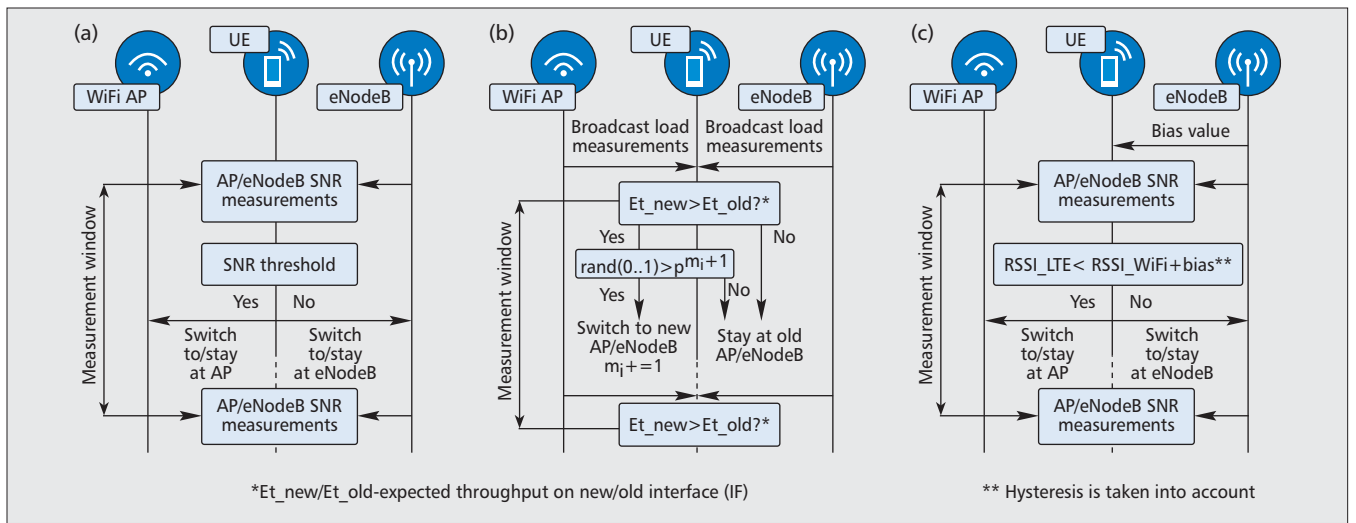 (a)
UE
WiFi AP
eNodeB
AP/eNodeB SNR
measurements
SNR threshold
Yes
No
Switch
to/stay
at AP
Switch
to/stay
at eNodeB
AP/eNodeB SNR
measurements
Measurement window
(b)
UE
WiFi AP
eNodeB
Broadcast load
measurements
Broadcast load
measurements
Et_new>Et_old?*
Yes
No
rand(0..1)>p^mi+1
Yes
No
Switch to new
AP/eNodeB
mi+=1
Stay at old
AP/eNodeB
Et_new>Et_old?*
Measurement window
(c)
UE
WiFi AP
eNodeB
Bias value
AP/eNodeB SNR
measurements
RSSI_LTE< RSSI_WiFi+bias**
Yes
No
Switch
to/stay
at AP
Switch
to/stay
at eNodeB
AP/eNodeB SNR
measurements
Measurement window
*Et_new/Et_old-expected throughput on new/old interface (IF)
** Hysteresis is taken into account